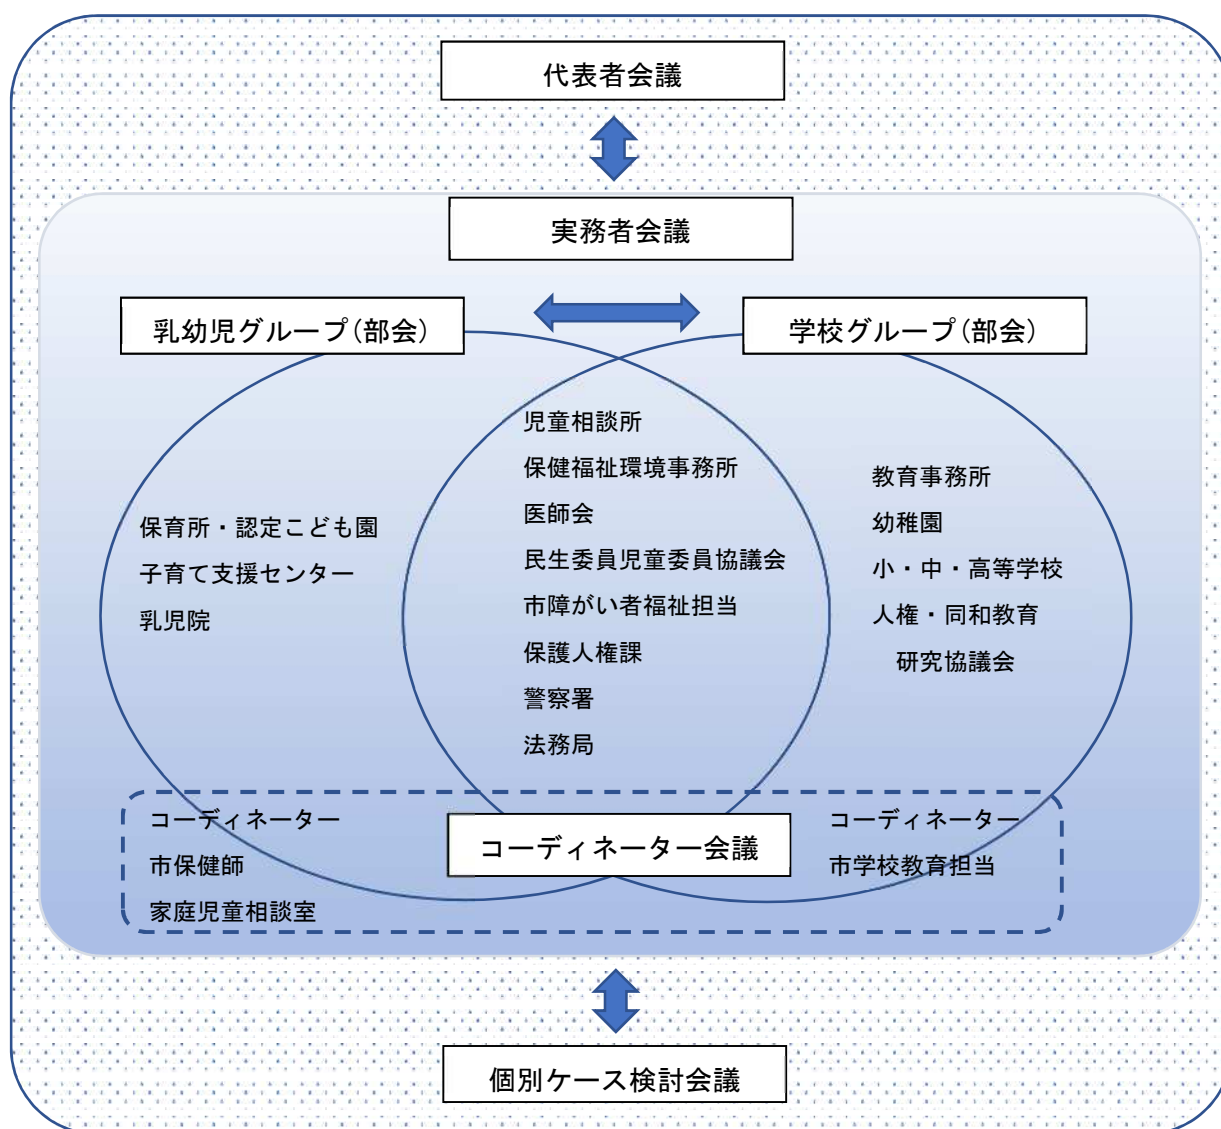 代表者会議
実務者会議
乳幼児グループ（部会）
学校グループ（部会）
保育所・認定こども園
子育て支援センター
乳児院
児童相談所
保健福祉環境事務所
医師会
民生委員児童委員協議会
市障がい者福祉担当
保護人権課
警察署
法務局
教育事務所
幼稚園
小・中・高等学校
人権・同和教育
研究協議会
コーディネーター
市保健師
家庭児童相談室
コーディネーター会議
コーディネーター
市学校教育担当
個別ケース検討会議